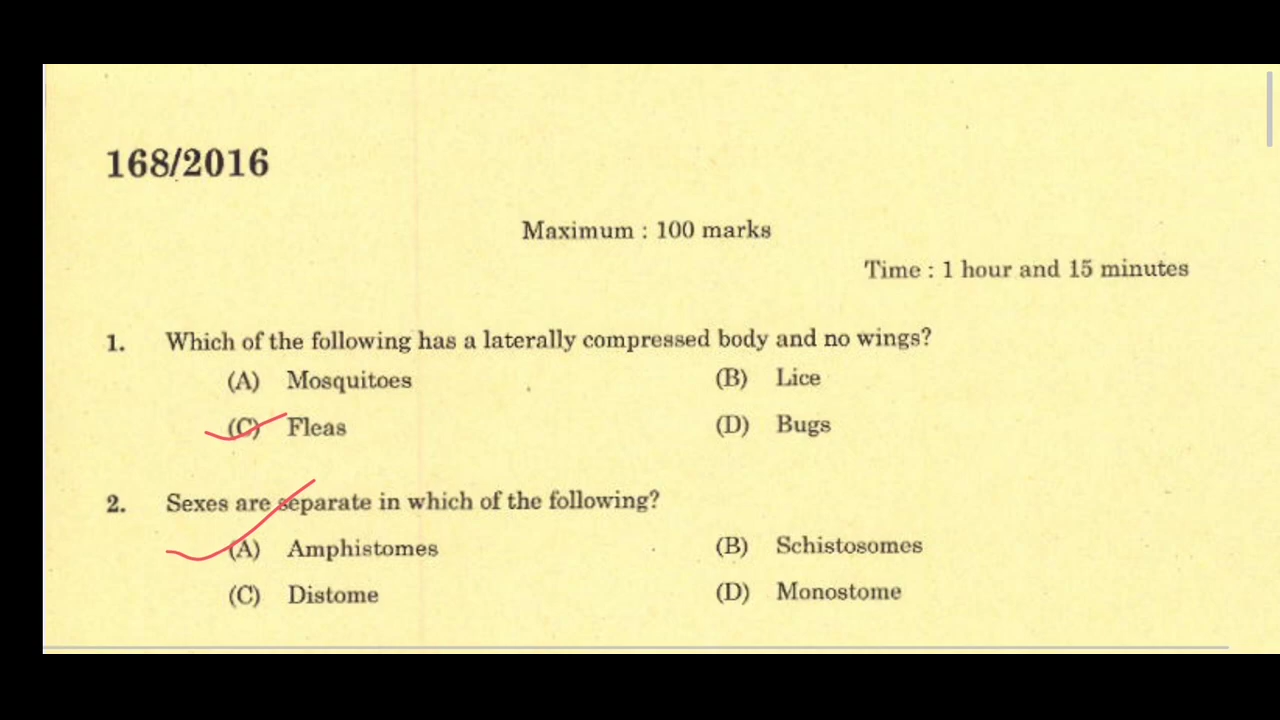 168/2016
Maximum : 100 marks
Time : 1 hour and 15 minutes
1. Which of the following has a laterally compressed body and no wings?
(A) Mosquitoes (B) Lice
(C) Fleas (D) Bugs
2. Sexes are separate in which of the following?
(A) Amphistomes (B) Schistosomes
(C) Distome (D) Monostome